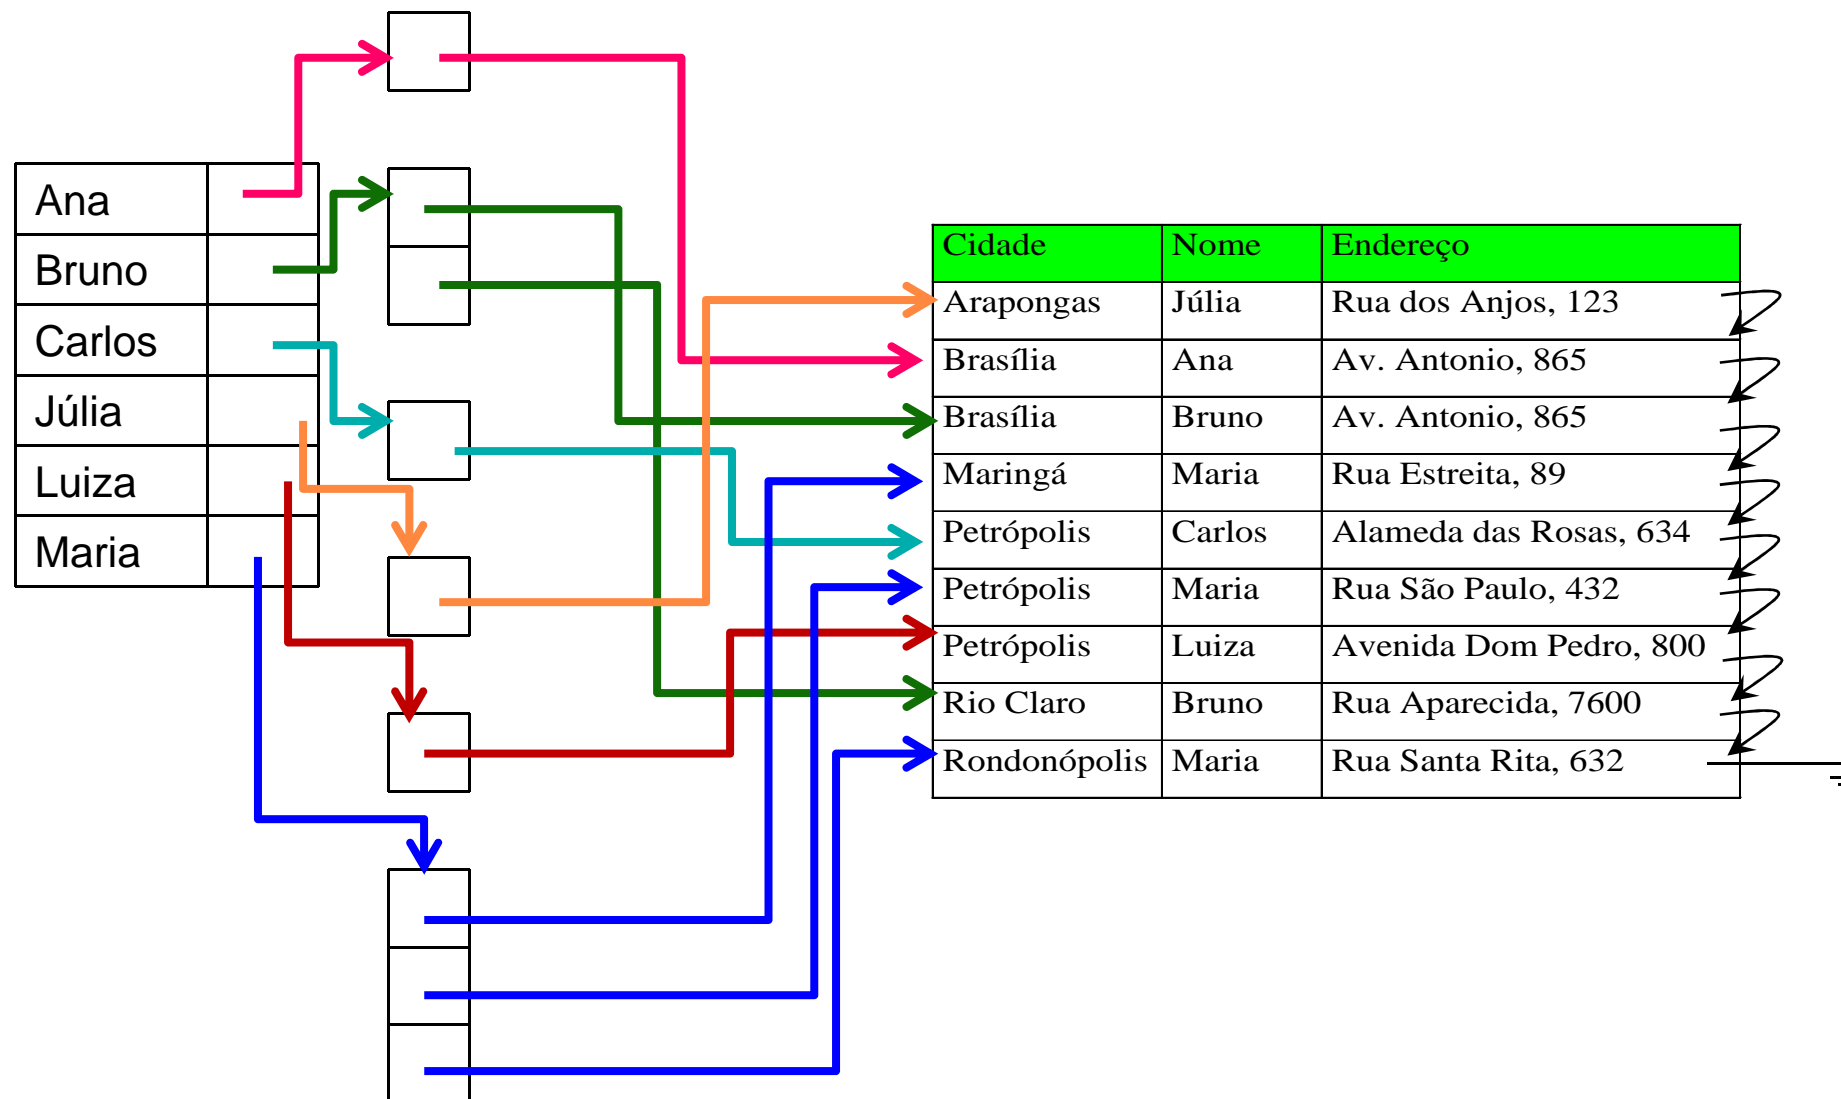 Ana
Bruno
Carlos
Júlia
Luiza
Maria
Cidade Nome Endereço
Arapongas Júlia Rua dos Anjos, 123
Brasília Ana Av. Antonio, 865
Brasília Bruno Av. Antonio, 865
Maringá Maria Rua Estreita, 89
Petrópolis Carlos Alameda das Rosas, 634
Petrópolis Maria Rua São Paulo, 432
Petrópolis Luiza Avenida Dom Pedro, 800
Rio Claro Bruno Rua Aparecida, 7600
Rondonópolis Maria Rua Santa Rita, 632